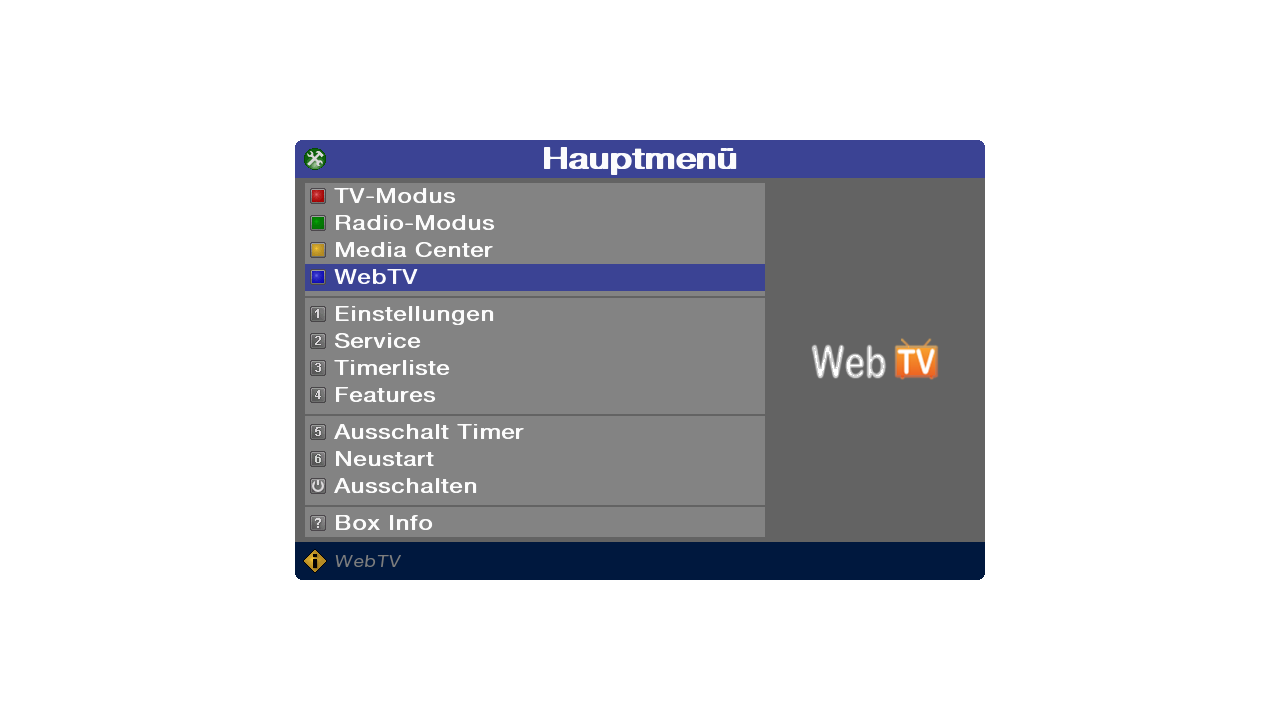 Hauptmenü
TV-Modus
Radio-Modus
Media Center
WebTV
1 Einstellungen
2 Service
3 Timerliste
4 Features
5 Ausschalt Timer
6 Neustart
Ausschalten
? Box Info
Web TV
i WebTV